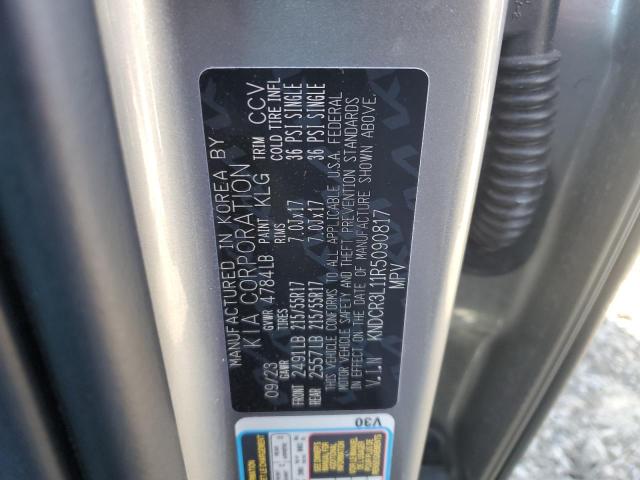 MANUFACTURED IN KOREA BY
KIA CORPORATION
09/23 GVWR 4784LB PAINT KLG TRIM CCV
GAWR TIRES RIMS COLD TIRE INFL
FRONT 2491LB 215/55R17 7.0Jx17 36 PSI SINGLE
REAR 2557LB 215/55R17 7.0Jx17 36 PSI SINGLE
THIS VEHICLE CONFORMS TO ALL APPLICABLE U.S.A. FEDERAL
MOTOR VEHICLE SAFETY AND THEFT PREVENTION STANDARDS
IN EFFECT ON THE DATE OF MANUFACTURE SHOWN ABOVE.
V.I.N KNDCR3L11R5090817
MPV
V30